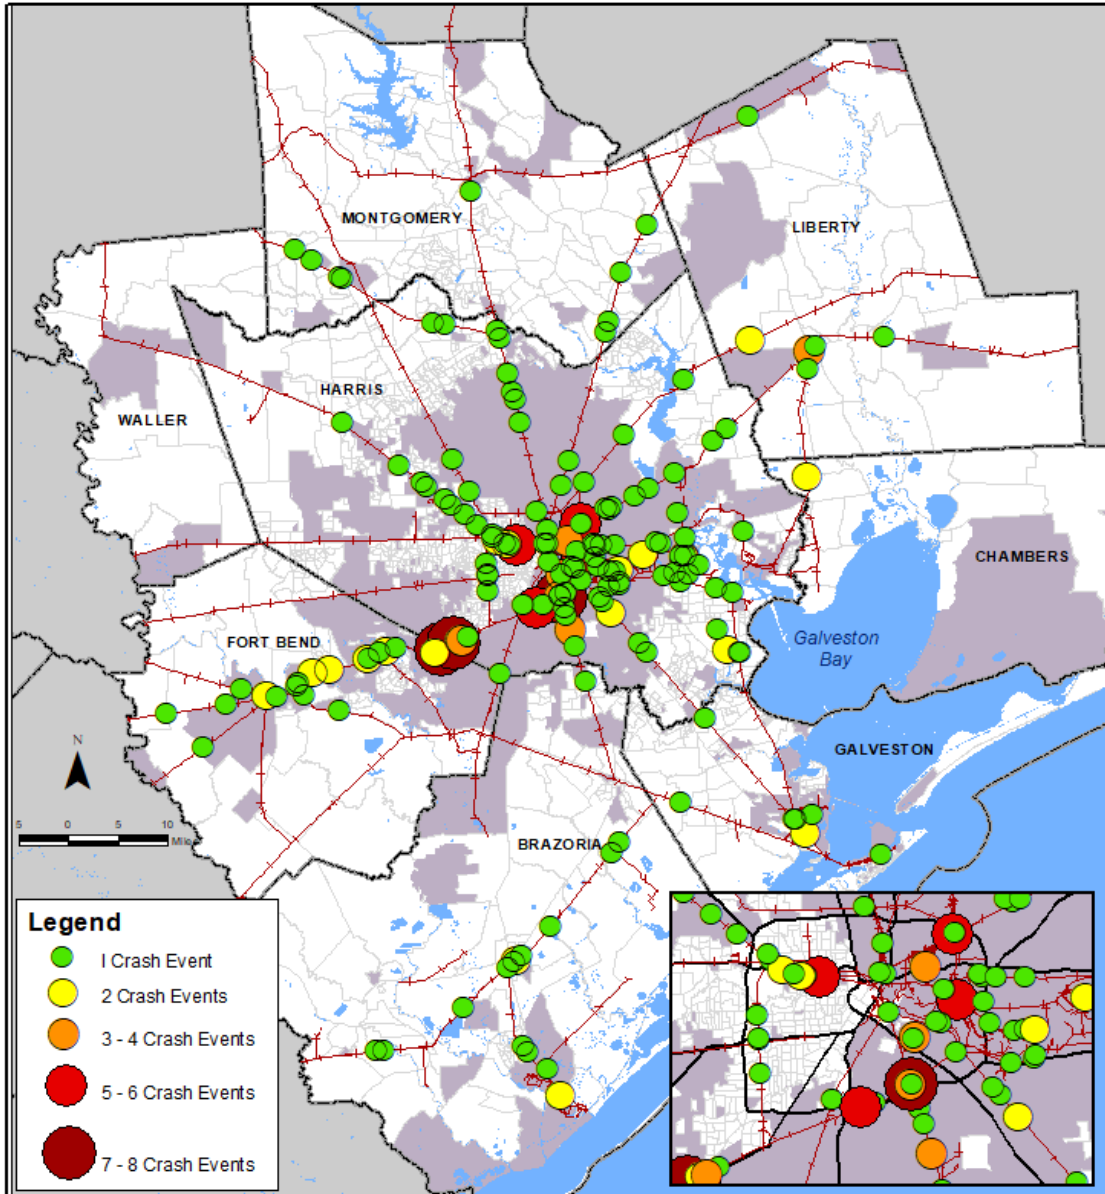 MONTGOMERY
LIBERTY
HARRIS
WALLER
CHAMBERS
FORT BEND
Galveston
Bay
N
GALVESTON
5 0 5 10
Mile
BRAZORIA
Legend
I Crash Event
2 Crash Events
3 - 4 Crash Events
5 - 6 Crash Events
7 - 8 Crash Events